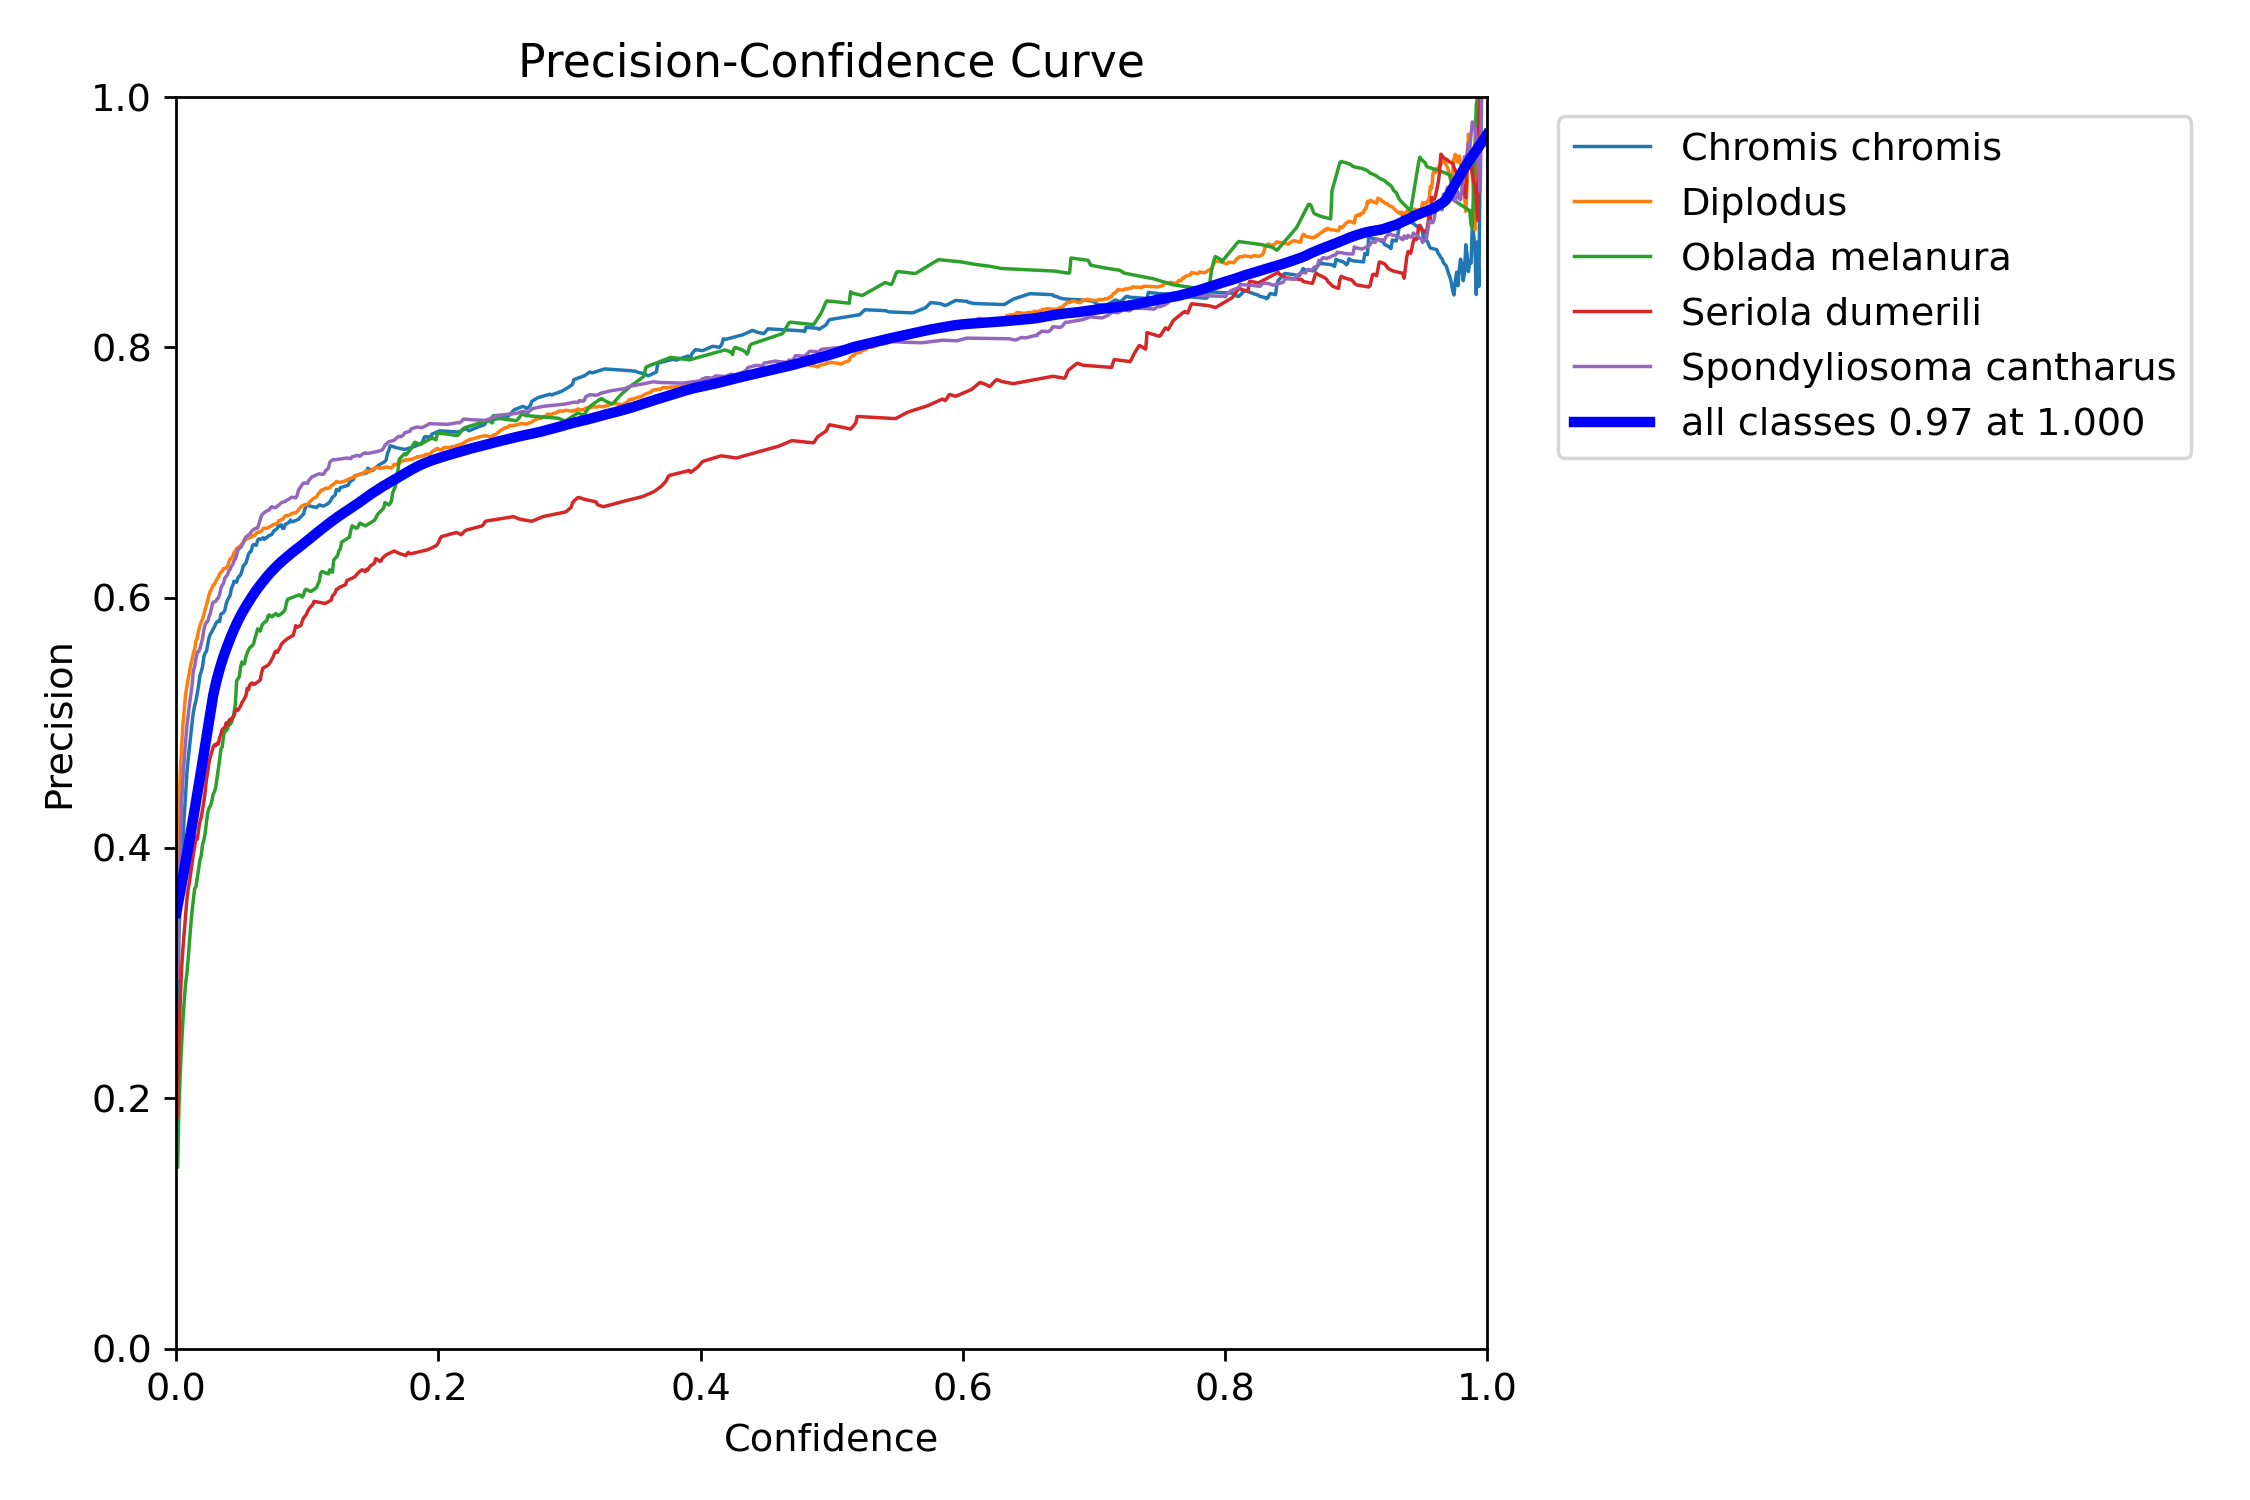 Precision-Confidence Curve
1.0
0.8
0.6
0.4
0.2
0.0
Precision
0.0 0.2 0.4 0.6 0.8 1.0
Confidence
Chromis chromis
Diplodus
Oblada melanura
Seriola dumerili
Spondyliosoma cantharus
all classes 0.97 at 1.000